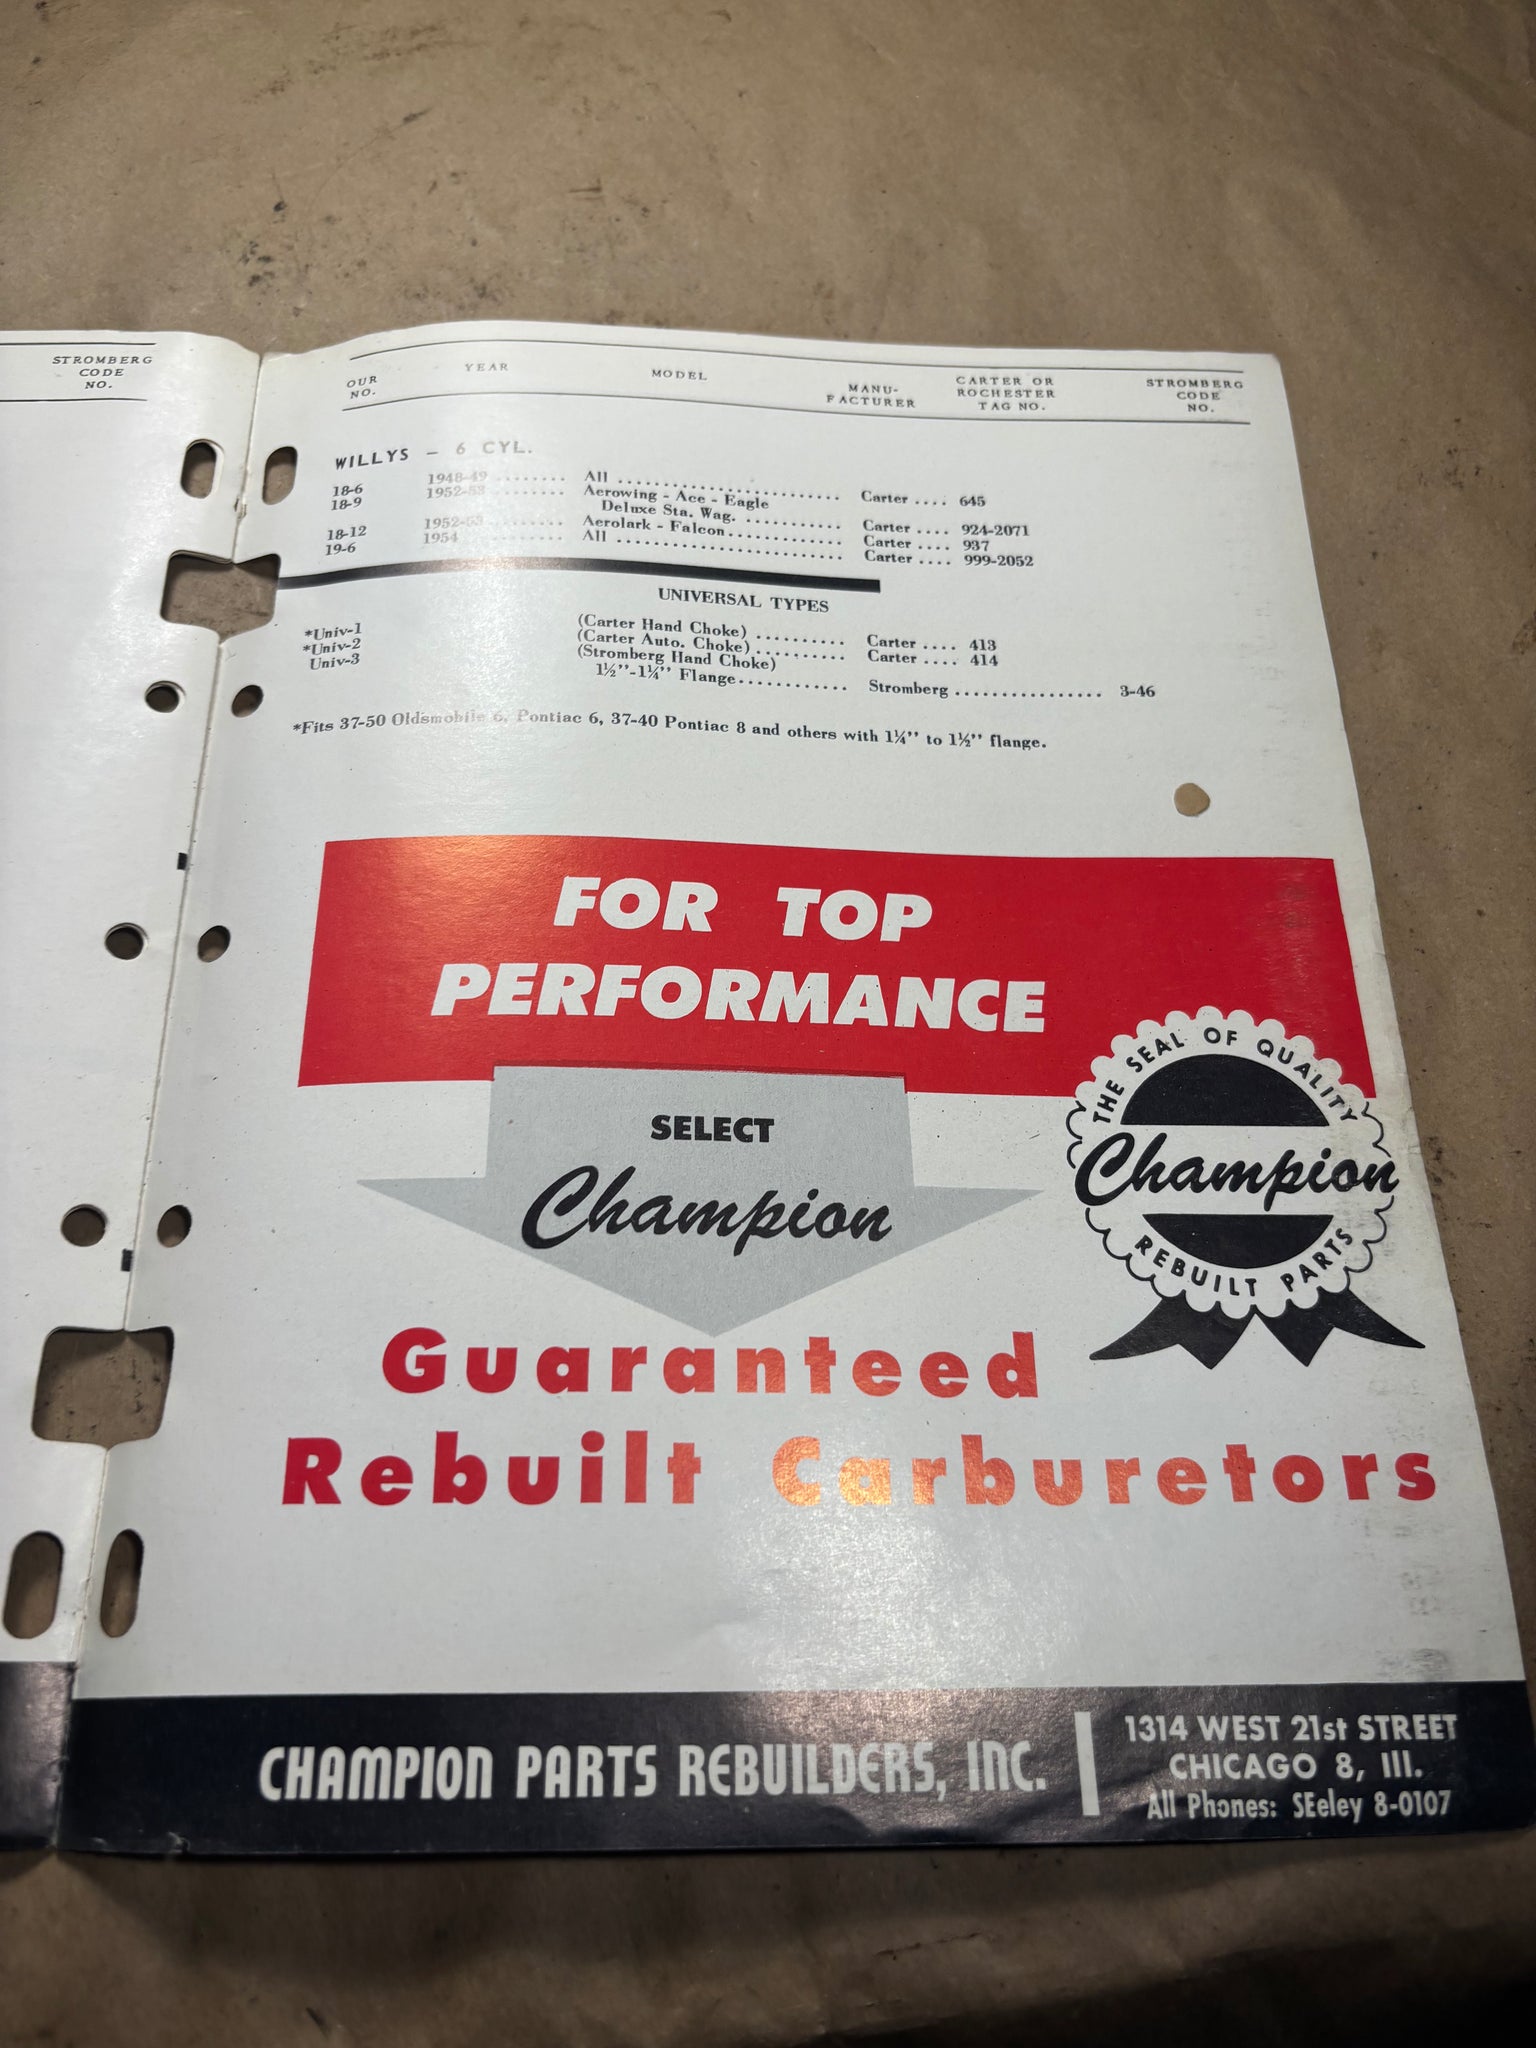 STROMBERG
CODE
NO.
OUR
NO.
YEAR
MODEL
MANU-
FACTURER
CARTER OR
ROCHESTER
TAG NO.
STROMBERG
CODE
NO.
WILLYS – 6 CYL.
18-6 1948-49 ........ All ........................ Carter .... 645
18-9 1952-53 ........ Aerowing - Ace - Eagle
Deluxe Sta. Wag. ........... Carter .... 924-2071
18-12 1952-53 ........ Aerolark - Falcon............. Carter .... 937
19-6 1954 ........ All ........................ Carter .... 999-2052
UNIVERSAL TYPES
*Univ-1 (Carter Hand Choke) .......... Carter .... 413
*Univ-2 (Carter Auto. Choke) .......... Carter .... 414
Univ-3 (Stromberg Hand Choke)
1½”-1¼” Flange............ Stromberg ................ 3-46
*Fits 37-50 Oldsmobile 6, Pontiac 6, 37-40 Pontiac 8 and others with 1¼” to 1½” flange.
FOR TOP
PERFORMANCE
SELECT
Champion
THE SEAL OF QUALITY
Champion
REBUILT PARTS
Guaranteed
Rebuilt Carburetors
CHAMPION PARTS REBUILDERS, INC.
1314 WEST 21st STREET
CHICAGO 8, Ill.
All Phones: SEeley 8-0107